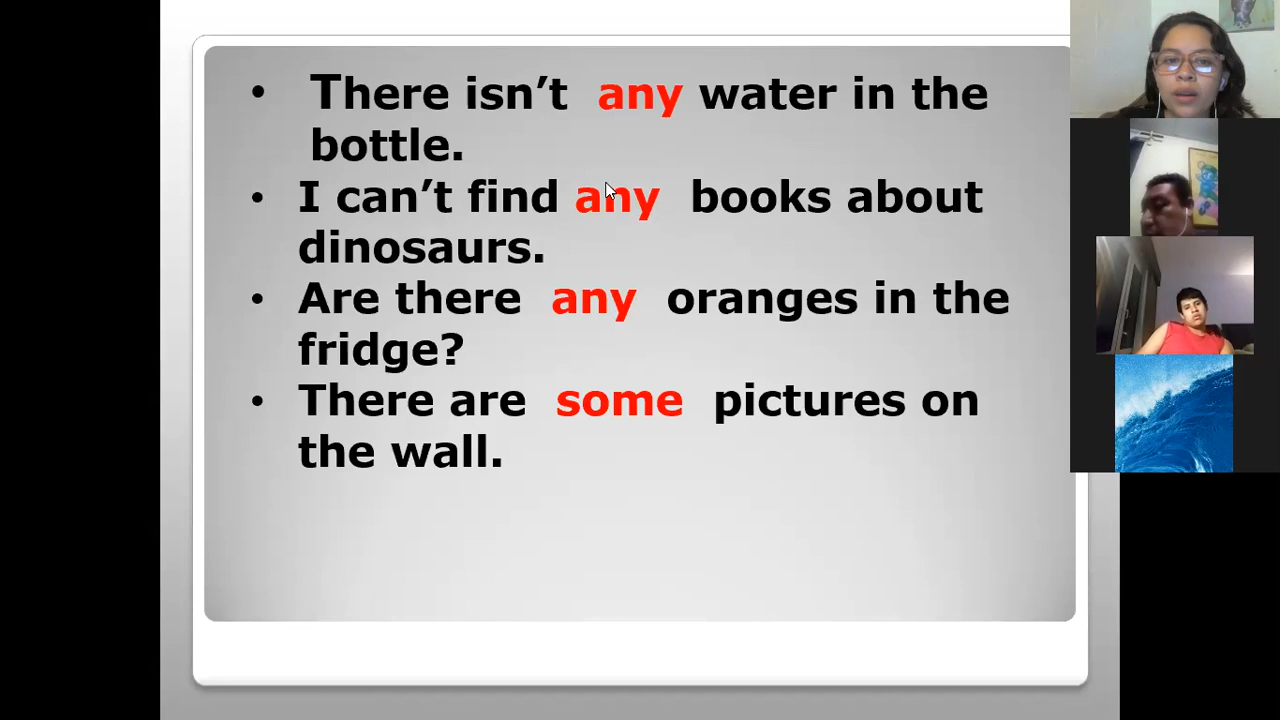 • There isn’t any water in the
bottle.
• I can’t find any books about
dinosaurs.
• Are there any oranges in the
fridge?
• There are some pictures on
the wall.